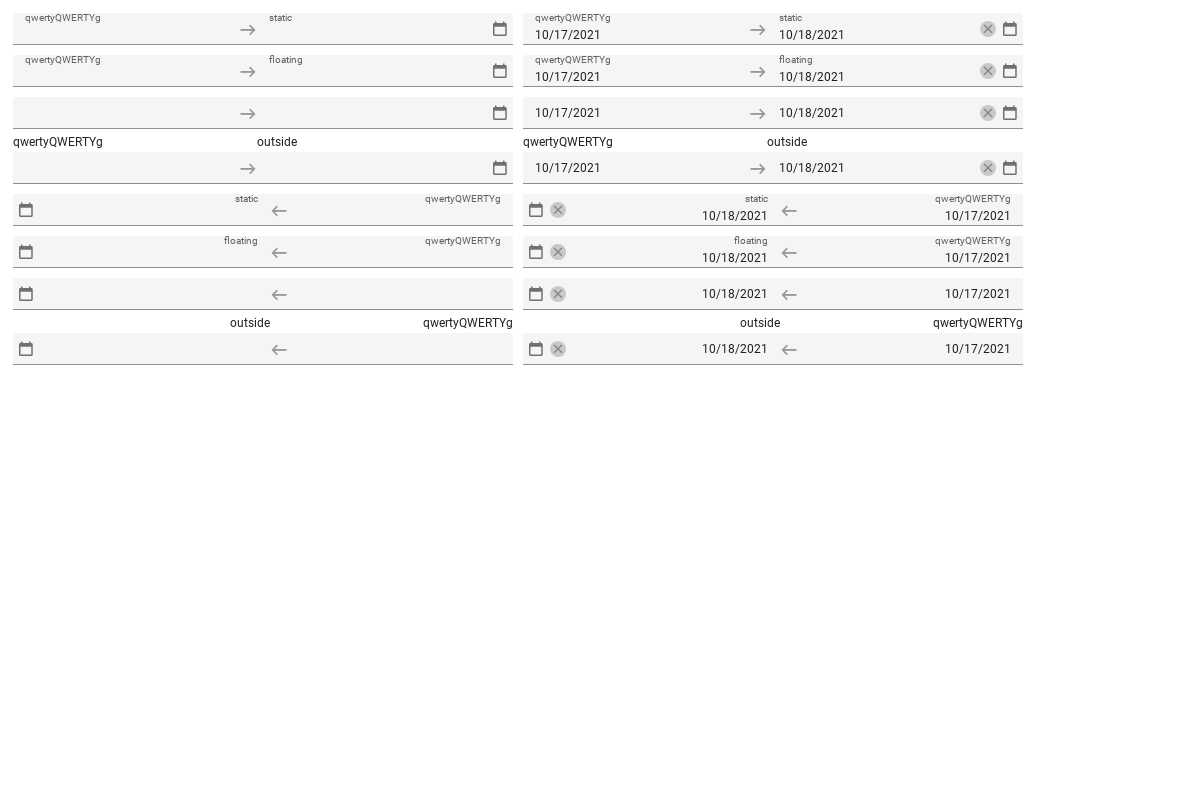 qwertyQWERTYg static qwertyQWERTYg static
10/17/2021 10/18/2021
qwertyQWERTYg floating qwertyQWERTYg floating
10/17/2021 10/18/2021
10/17/2021 10/18/2021
qwertyQWERTYg outside qwertyQWERTYg outside
10/17/2021 10/18/2021
static qwertyQWERTYg static qwertyQWERTYg
10/18/2021 10/17/2021
floating qwertyQWERTYg floating qwertyQWERTYg
10/18/2021 10/17/2021
10/18/2021 10/17/2021
outside qwertyQWERTYg outside qwertyQWERTYg
10/18/2021 10/17/2021